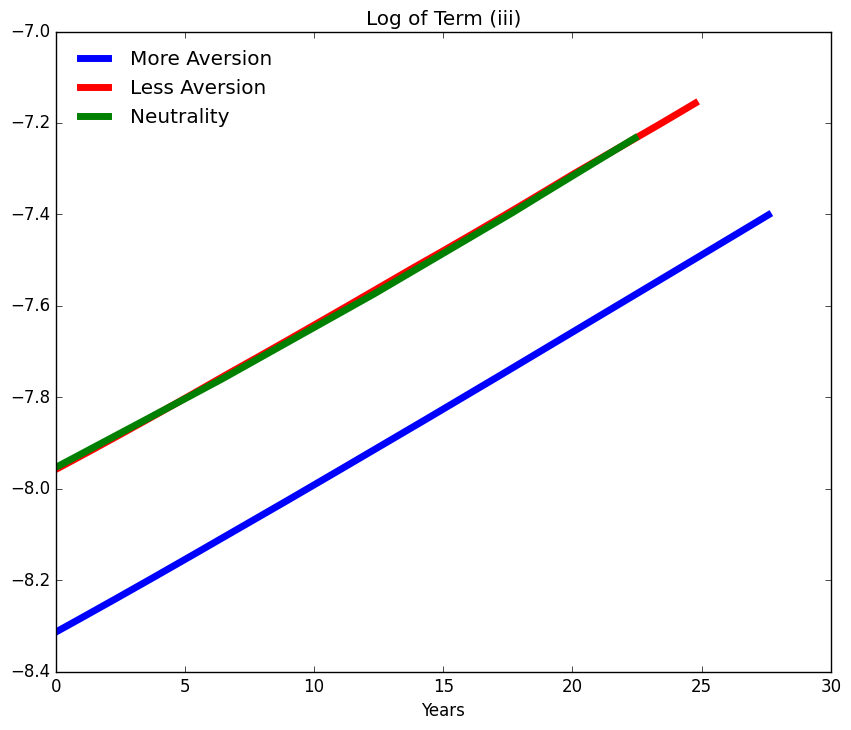 Log of Term (iii)
−7.0
−7.2
−7.4
−7.6
−7.8
−8.0
−8.2
−8.4
More Aversion
Less Aversion
Neutrality
0 5 10 15 20 25 30
Years